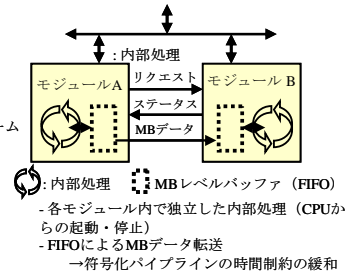 : 内部処理
モジュールA
リクエスト
モジュール B
ステータス
ーム
MBデータ
: 内部処理
: MBレベルバッファ（FIFO）
- 各モジュール内で独立した内部処理（CPUか
らの起動・停止）
- FIFOによるMBデータ転送
→符号化パイプラインの時間制約の緩和